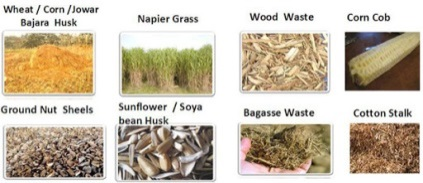 Wheat / Corn /Jowar
Bajara Husk
Napier Grass
Wood Waste
Corn Cob
Ground Nut Sheels
Sunflower / Soya
bean Husk
Bagasse Waste
Cotton Stalk